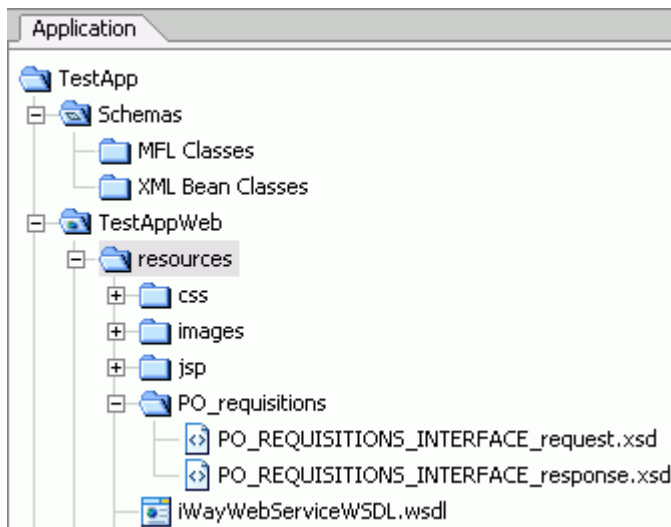 Application
TestApp
Schemas
MFL Classes
XML Bean Classes
TestAppWeb
resources
css
images
jsp
PO_requisitions
PO_REQUISITIONS_INTERFACE_request.xsd
PO_REQUISITIONS_INTERFACE_response.xsd
iWayWebServiceWSDL.wsdl